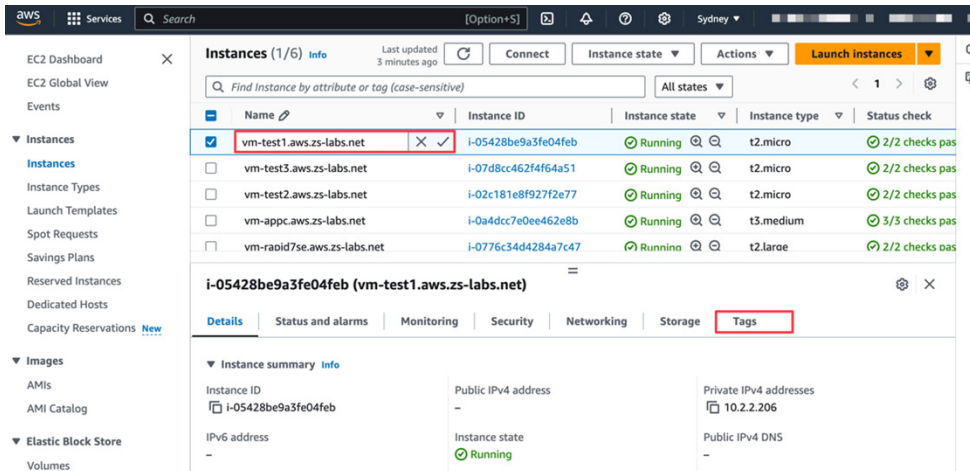 aws Services Search [Option+S] Sydney ▼
EC2 Dashboard
EC2 Global View
Events
▼ Instances
Instances
Instance Types
Launch Templates
Spot Requests
Savings Plans
Reserved Instances
Dedicated Hosts
Capacity Reservations New
▼ Images
AMIs
AMI Catalog
▼ Elastic Block Store
Volumes
Instances (1/6) Info
Last updated
3 minutes ago
Connect Instance state ▼ Actions ▼ Launch instances ▼
Find Instance by attribute or tag (case-sensitive) All states ▼ < 1 >
Name Instance ID Instance state Instance type Status check
vm-test1.aws.zs-labs.net i-05428be9a3fe04feb Running t2.micro 2/2 checks pas
vm-test3.aws.zs-labs.net i-07d8cc462f4f64a51 Running t2.micro 2/2 checks pas
vm-test2.aws.zs-labs.net i-02c181e8f927f2e77 Running t2.micro 2/2 checks pas
vm-appc.aws.zs-labs.net i-0a4dcc7e0ee462e8b Running t3.medium 3/3 checks pas
vm-rapid7se.aws.zs-labs.net i-0776c34d4284a7c47 Running t2.large 2/2 checks pas
i-05428be9a3fe04feb (vm-test1.aws.zs-labs.net)
Details Status and alarms Monitoring Security Networking Storage Tags
▼ Instance summary Info
Instance ID Public IPv4 address Private IPv4 addresses
i-05428be9a3fe04feb – 10.2.2.206
IPv6 address Instance state Public IPv4 DNS
– Running –